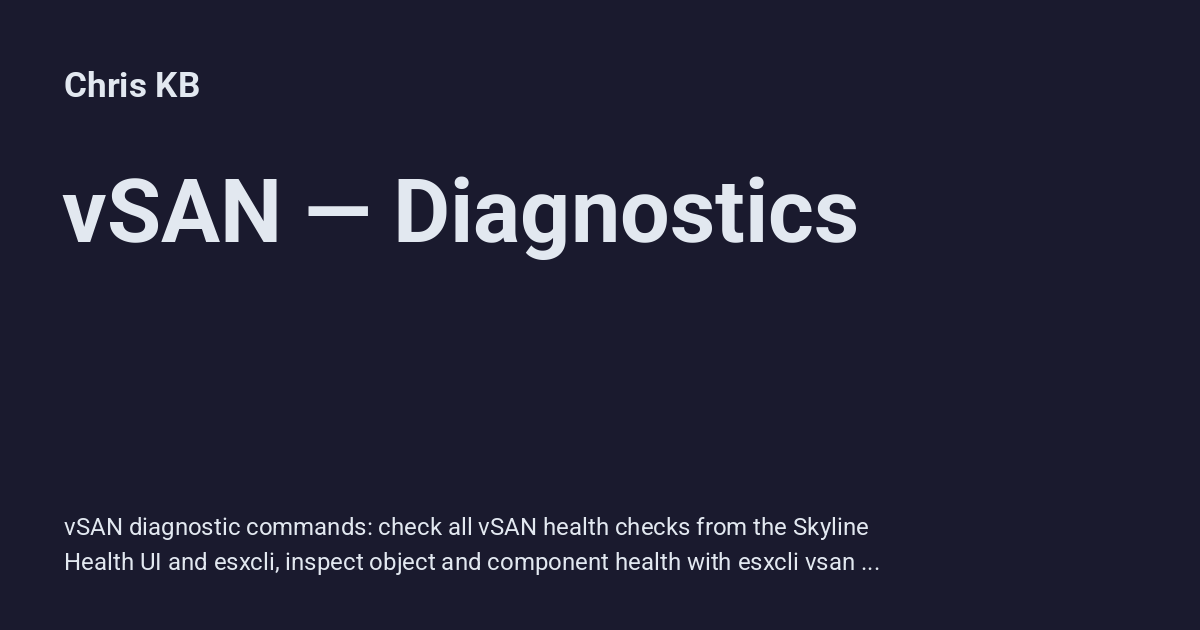 Chris KB
vSAN — Diagnostics
vSAN diagnostic commands: check all vSAN health checks from the Skyline
Health UI and esxcli, inspect object and component health with esxcli vsan ...